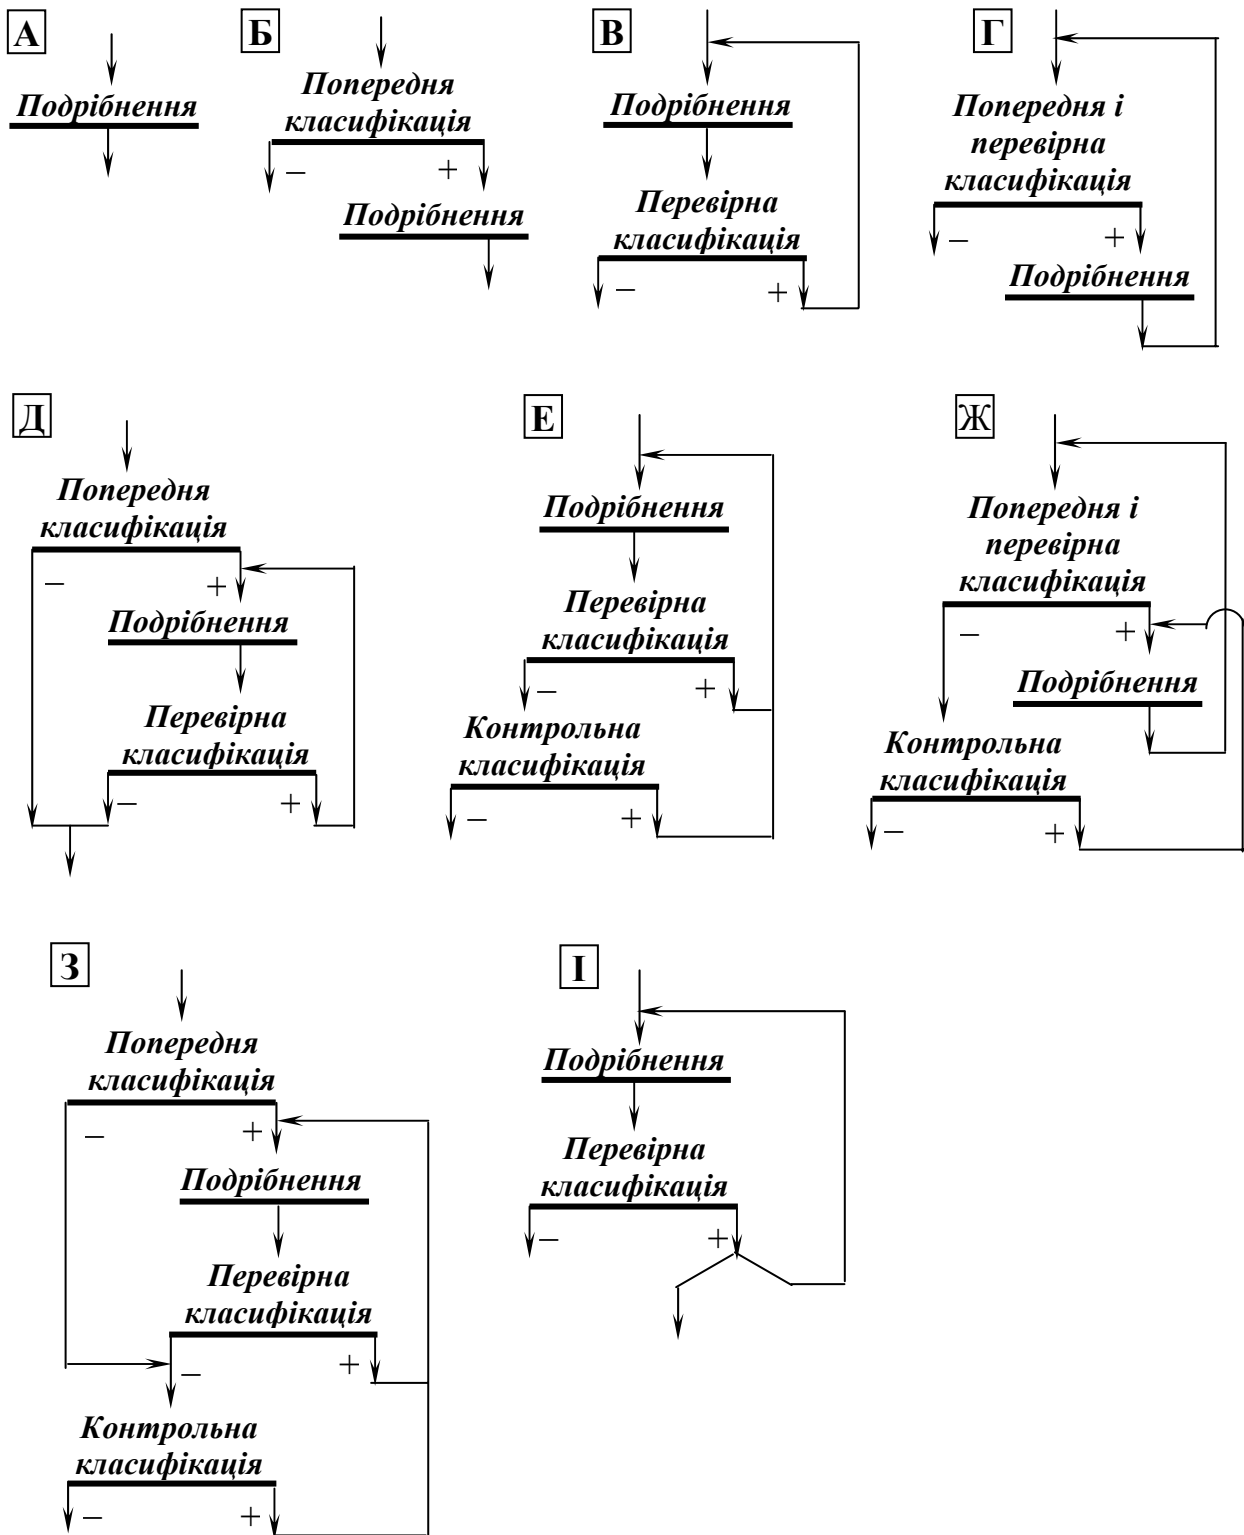 А
Подрібнення
Б
Попередня
класифікація
–
+
Подрібнення
В
Подрібнення
Перевірна
класифікація
–
+
Г
Попередня і
перевірна
класифікація
–
+
Подрібнення
Д
Попередня
класифікація
–
+
Подрібнення
Перевірна
класифікація
–
+
Е
Подрібнення
Перевірна
класифікація
–
+
Контрольна
класифікація
–
+
Ж
Попередня і
перевірна
класифікація
–
+
Подрібнення
Контрольна
класифікація
–
+
З
Попередня
класифікація
–
+
Подрібнення
Перевірна
класифікація
–
+
Контрольна
класифікація
–
+
І
Подрібнення
Перевірна
класифікація
–
+